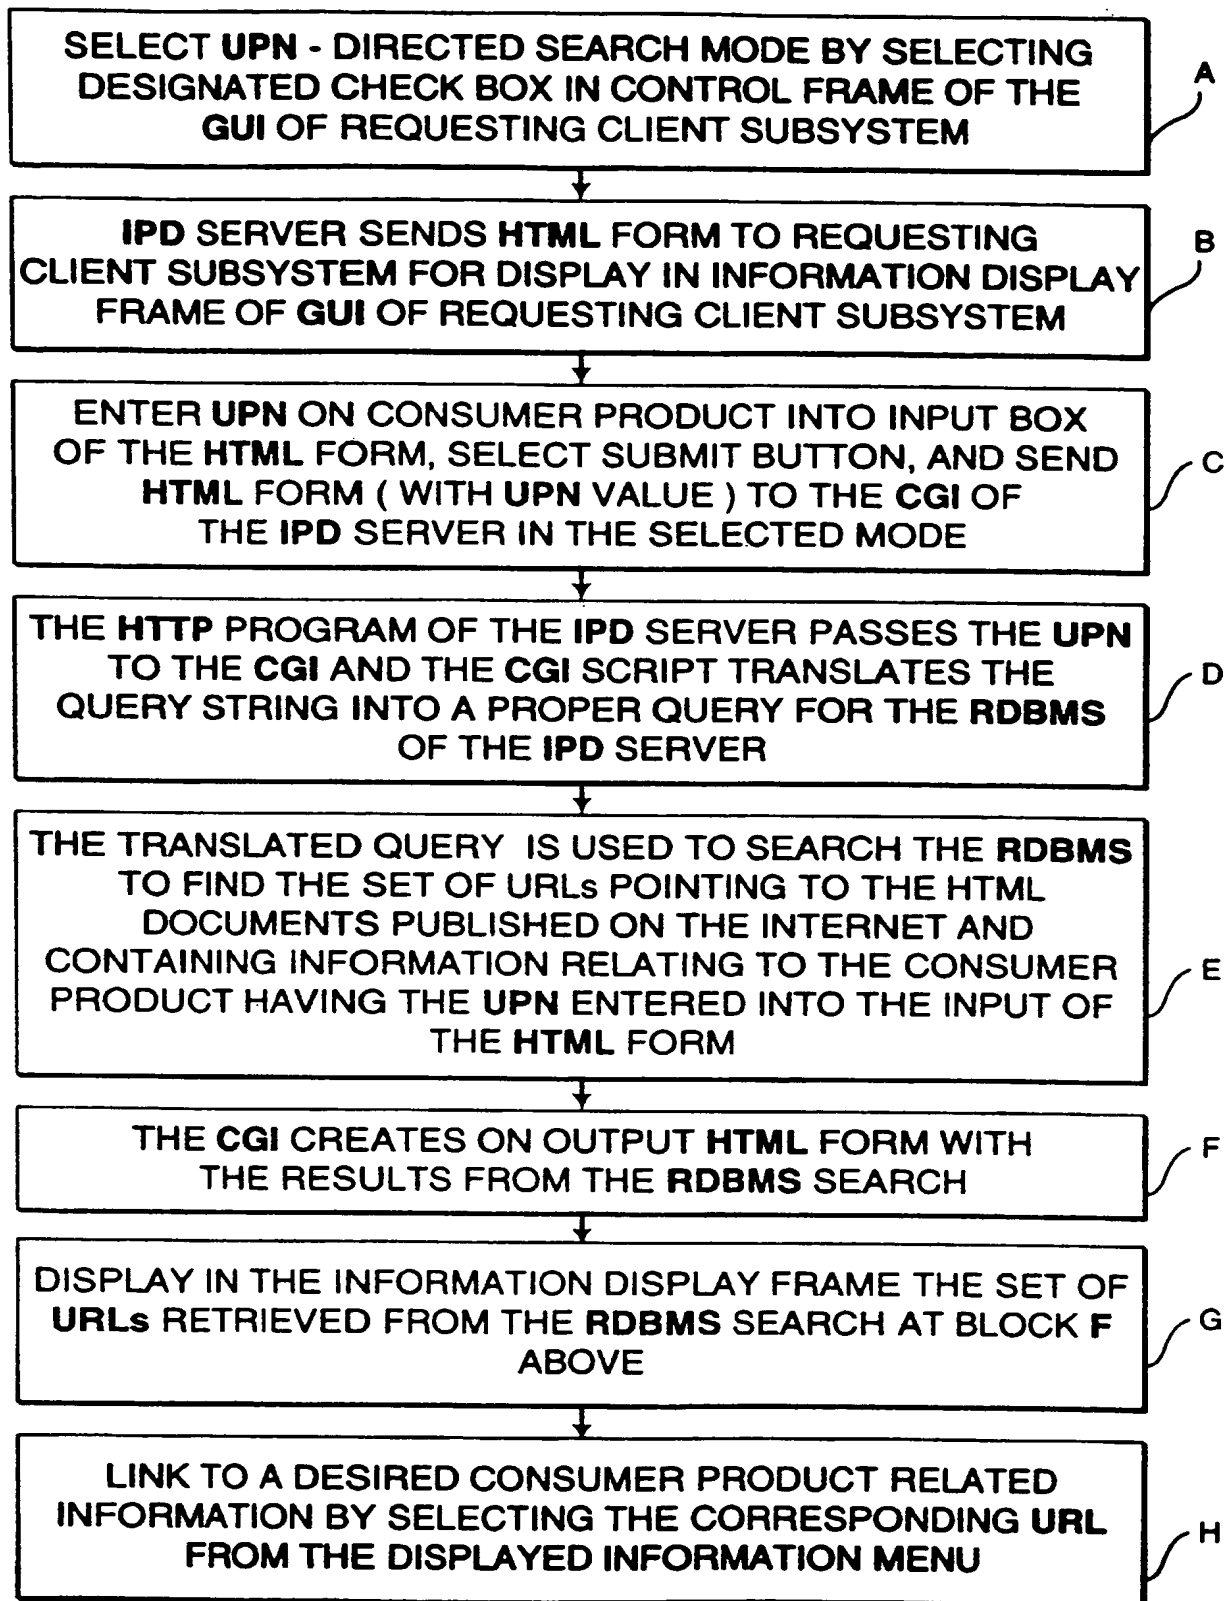 SELECT UPN - DIRECTED SEARCH MODE BY SELECTING
DESIGNATED CHECK BOX IN CONTROL FRAME OF THE
GUI OF REQUESTING CLIENT SUBSYSTEM
A
IPD SERVER SENDS HTML FORM TO REQUESTING
CLIENT SUBSYSTEM FOR DISPLAY IN INFORMATION DISPLAY
FRAME OF GUI OF REQUESTING CLIENT SUBSYSTEM
B
ENTER UPN ON CONSUMER PRODUCT INTO INPUT BOX
OF THE HTML FORM, SELECT SUBMIT BUTTON, AND SEND
HTML FORM ( WITH UPN VALUE ) TO THE CGI OF
THE IPD SERVER IN THE SELECTED MODE
C
THE HTTP PROGRAM OF THE IPD SERVER PASSES THE UPN
TO THE CGI AND THE CGI SCRIPT TRANSLATES THE
QUERY STRING INTO A PROPER QUERY FOR THE RDBMS
OF THE IPD SERVER
D
THE TRANSLATED QUERY IS USED TO SEARCH THE RDBMS
TO FIND THE SET OF URLs POINTING TO THE HTML
DOCUMENTS PUBLISHED ON THE INTERNET AND
CONTAINING INFORMATION RELATING TO THE CONSUMER
PRODUCT HAVING THE UPN ENTERED INTO THE INPUT OF
THE HTML FORM
E
THE CGI CREATES ON OUTPUT HTML FORM WITH
THE RESULTS FROM THE RDBMS SEARCH
F
DISPLAY IN THE INFORMATION DISPLAY FRAME THE SET OF
URLs RETRIEVED FROM THE RDBMS SEARCH AT BLOCK F
ABOVE
G
LINK TO A DESIRED CONSUMER PRODUCT RELATED
INFORMATION BY SELECTING THE CORRESPONDING URL
FROM THE DISPLAYED INFORMATION MENU
H